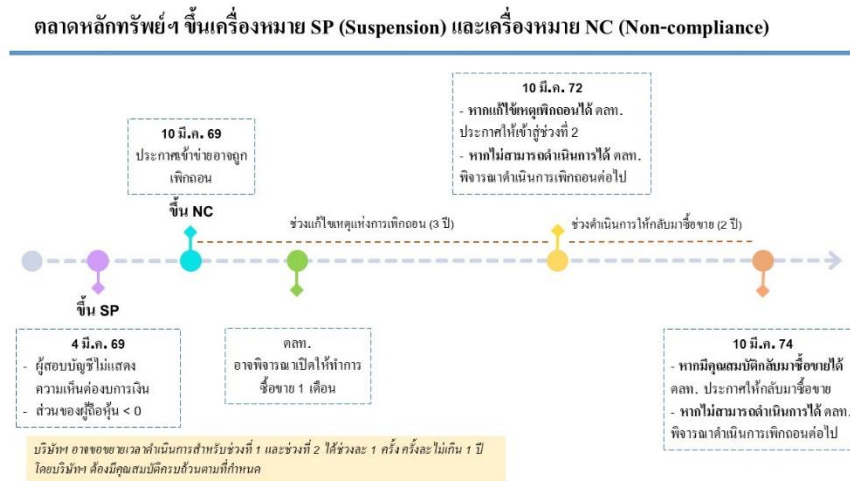 ตลาดหลักทรัพย์ฯ ขึ้นเครื่องหมาย SP (Suspension) และเครื่องหมาย NC (Non-compliance)
10 มี.ค. 72
- หากแก้ไขเหตุเพิกถอนได้ ตลท.
ประกาศให้เข้าสู่ช่วงที่ 2
- หากไม่สามารถดำเนินการได้ ตลท.
พิจารณาดำเนินการเพิกถอนต่อไป
10 มี.ค. 69
ประกาศเข้าข่ายอาจถูก
เพิกถอน
ขึ้น NC
ช่วงแก้ไขเหตุแห่งการเพิกถอน (3 ปี)
ช่วงดำเนินการให้กลับมาซื้อขาย (2 ปี)
ขึ้น SP
4 มี.ค. 69
- ผู้สอบบัญชีไม่แสดง
ความเห็นต่องบการเงิน
- ส่วนของผู้ถือหุ้น < 0
ตลท.
อาจพิจารณาเปิดให้ทำการ
ซื้อขาย 1 เดือน
10 มี.ค. 74
- หากมีคุณสมบัติกลับมาซื้อขายได้
ตลท. ประกาศให้กลับมาซื้อขาย
- หากไม่สามารถดำเนินการได้ ตลท.
พิจารณาดำเนินการเพิกถอนต่อไป
บริษัทฯ อาจขอขยายเวลาดำเนินการสำหรับช่วงที่ 1 และช่วงที่ 2 ได้ช่วงละ 1 ครั้ง ครั้งละไม่เกิน 1 ปี
โดยบริษัทฯ ต้องมีคุณสมบัติครบถ้วนตามที่กำหนด